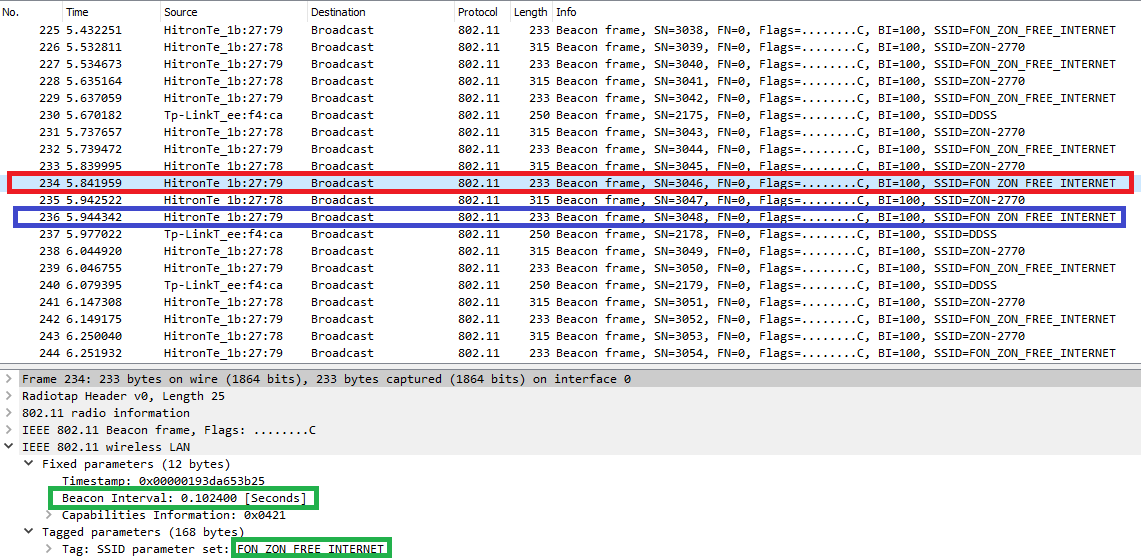 No. Time Source Destination Protocol Length Info
225 5.432251 HitronTe_1b:27:79 Broadcast 802.11 233 Beacon frame, SN=3038, FN=0, Flags=........C, BI=100, SSID=FON_ZON_FREE_INTERNET
226 5.532811 HitronTe_1b:27:78 Broadcast 802.11 315 Beacon frame, SN=3039, FN=0, Flags=........C, BI=100, SSID=ZON-2770
227 5.534673 HitronTe_1b:27:79 Broadcast 802.11 233 Beacon frame, SN=3040, FN=0, Flags=........C, BI=100, SSID=FON_ZON_FREE_INTERNET
228 5.635164 HitronTe_1b:27:78 Broadcast 802.11 315 Beacon frame, SN=3041, FN=0, Flags=........C, BI=100, SSID=ZON-2770
229 5.637059 HitronTe_1b:27:79 Broadcast 802.11 233 Beacon frame, SN=3042, FN=0, Flags=........C, BI=100, SSID=FON_ZON_FREE_INTERNET
230 5.670182 Tp-LinkT_ee:f4:ca Broadcast 802.11 250 Beacon frame, SN=2175, FN=0, Flags=........C, BI=100, SSID=DDSS
231 5.737657 HitronTe_1b:27:78 Broadcast 802.11 315 Beacon frame, SN=3043, FN=0, Flags=........C, BI=100, SSID=ZON-2770
232 5.739472 HitronTe_1b:27:79 Broadcast 802.11 233 Beacon frame, SN=3044, FN=0, Flags=........C, BI=100, SSID=FON_ZON_FREE_INTERNET
233 5.839995 HitronTe_1b:27:78 Broadcast 802.11 315 Beacon frame, SN=3045, FN=0, Flags=........C, BI=100, SSID=ZON-2770
234 5.841959 HitronTe_1b:27:79 Broadcast 802.11 233 Beacon frame, SN=3046, FN=0, Flags=........C, BI=100, SSID=FON_ZON_FREE_INTERNET
235 5.942522 HitronTe_1b:27:78 Broadcast 802.11 315 Beacon frame, SN=3047, FN=0, Flags=........C, BI=100, SSID=ZON-2770
236 5.944342 HitronTe_1b:27:79 Broadcast 802.11 233 Beacon frame, SN=3048, FN=0, Flags=........C, BI=100, SSID=FON_ZON_FREE_INTERNET
237 5.977022 Tp-LinkT_ee:f4:ca Broadcast 802.11 250 Beacon frame, SN=2178, FN=0, Flags=........C, BI=100, SSID=DDSS
238 6.044920 HitronTe_1b:27:78 Broadcast 802.11 315 Beacon frame, SN=3049, FN=0, Flags=........C, BI=100, SSID=ZON-2770
239 6.046755 HitronTe_1b:27:79 Broadcast 802.11 233 Beacon frame, SN=3050, FN=0, Flags=........C, BI=100, SSID=FON_ZON_FREE_INTERNET
240 6.079395 Tp-LinkT_ee:f4:ca Broadcast 802.11 250 Beacon frame, SN=2179, FN=0, Flags=........C, BI=100, SSID=DDSS
241 6.147308 HitronTe_1b:27:78 Broadcast 802.11 315 Beacon frame, SN=3051, FN=0, Flags=........C, BI=100, SSID=ZON-2770
242 6.149175 HitronTe_1b:27:79 Broadcast 802.11 233 Beacon frame, SN=3052, FN=0, Flags=........C, BI=100, SSID=FON_ZON_FREE_INTERNET
243 6.250040 HitronTe_1b:27:78 Broadcast 802.11 315 Beacon frame, SN=3053, FN=0, Flags=........C, BI=100, SSID=ZON-2770
244 6.251932 HitronTe_1b:27:79 Broadcast 802.11 233 Beacon frame, SN=3054, FN=0, Flags=........C, BI=100, SSID=FON_ZON_FREE_INTERNET
Frame 234: 233 bytes on wire (1864 bits), 233 bytes captured (1864 bits) on interface 0
Radiotap Header v0, Length 25
802.11 radio information
IEEE 802.11 Beacon frame, Flags: ........C
IEEE 802.11 wireless LAN
Fixed parameters (12 bytes)
Timestamp: 0x00000193da653b25
Beacon Interval: 0.102400 [Seconds]
Capabilities Information: 0x0421
Tagged parameters (168 bytes)
Tag: SSID parameter set: FON_ZON_FREE_INTERNET